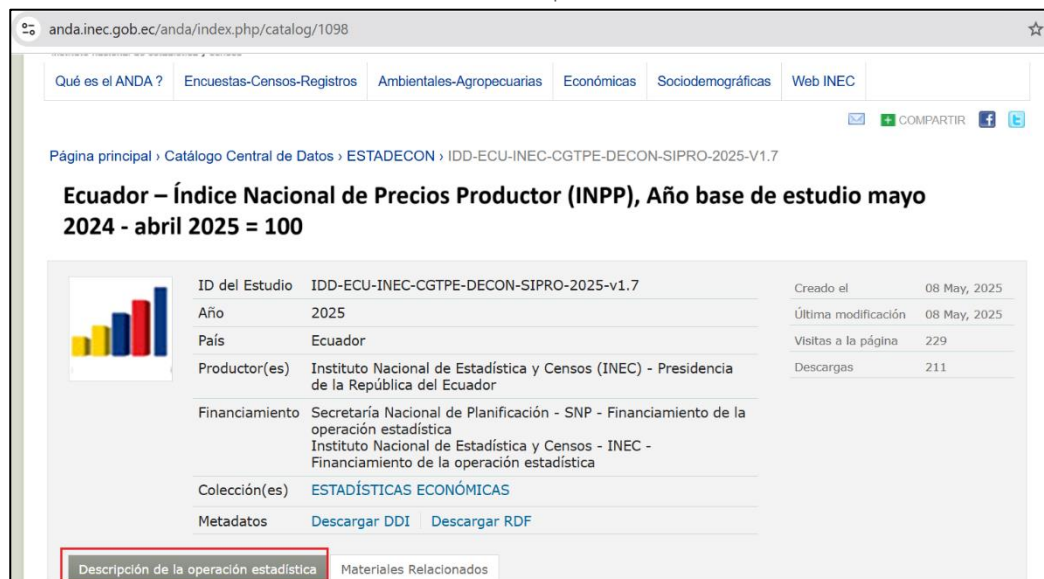 anda.inec.gob.ec/anda/index.php/catalog/1098
Qué es el ANDA ? Encuestas-Censos-Registros Ambientales-Agropecuarias Económicas Sociodemográficas Web INEC
COMPARTIR
Página principal › Catálogo Central de Datos › ESTADECON › IDD-ECU-INEC-CGTPE-DECON-SIPRO-2025-V1.7
Ecuador – Índice Nacional de Precios Productor (INPP), Año base de estudio mayo
2024 - abril 2025 = 100
ID del Estudio IDD-ECU-INEC-CGTPE-DECON-SIPRO-2025-v1.7
Año 2025
País Ecuador
Productor(es) Instituto Nacional de Estadística y Censos (INEC) - Presidencia
de la República del Ecuador
Financiamiento Secretaría Nacional de Planificación - SNP - Financiamiento de la
operación estadística
Instituto Nacional de Estadística y Censos - INEC -
Financiamiento de la operación estadística
Colección(es) ESTADÍSTICAS ECONÓMICAS
Metadatos Descargar DDI Descargar RDF
Creado el 08 May, 2025
Última modificación 08 May, 2025
Visitas a la página 229
Descargas 211
Descripción de la operación estadística Materiales Relacionados